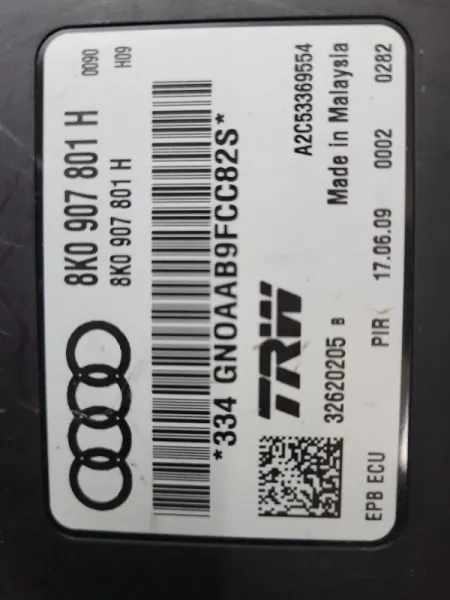 8K0 907 801 H 0090
8K0 907 801 H H09
*334 GN0AAB9FCC82S*
TRW
A2C53369554
32620205 B Made in Malaysia
EPB ECU PIR 17.06.09 0002 0282